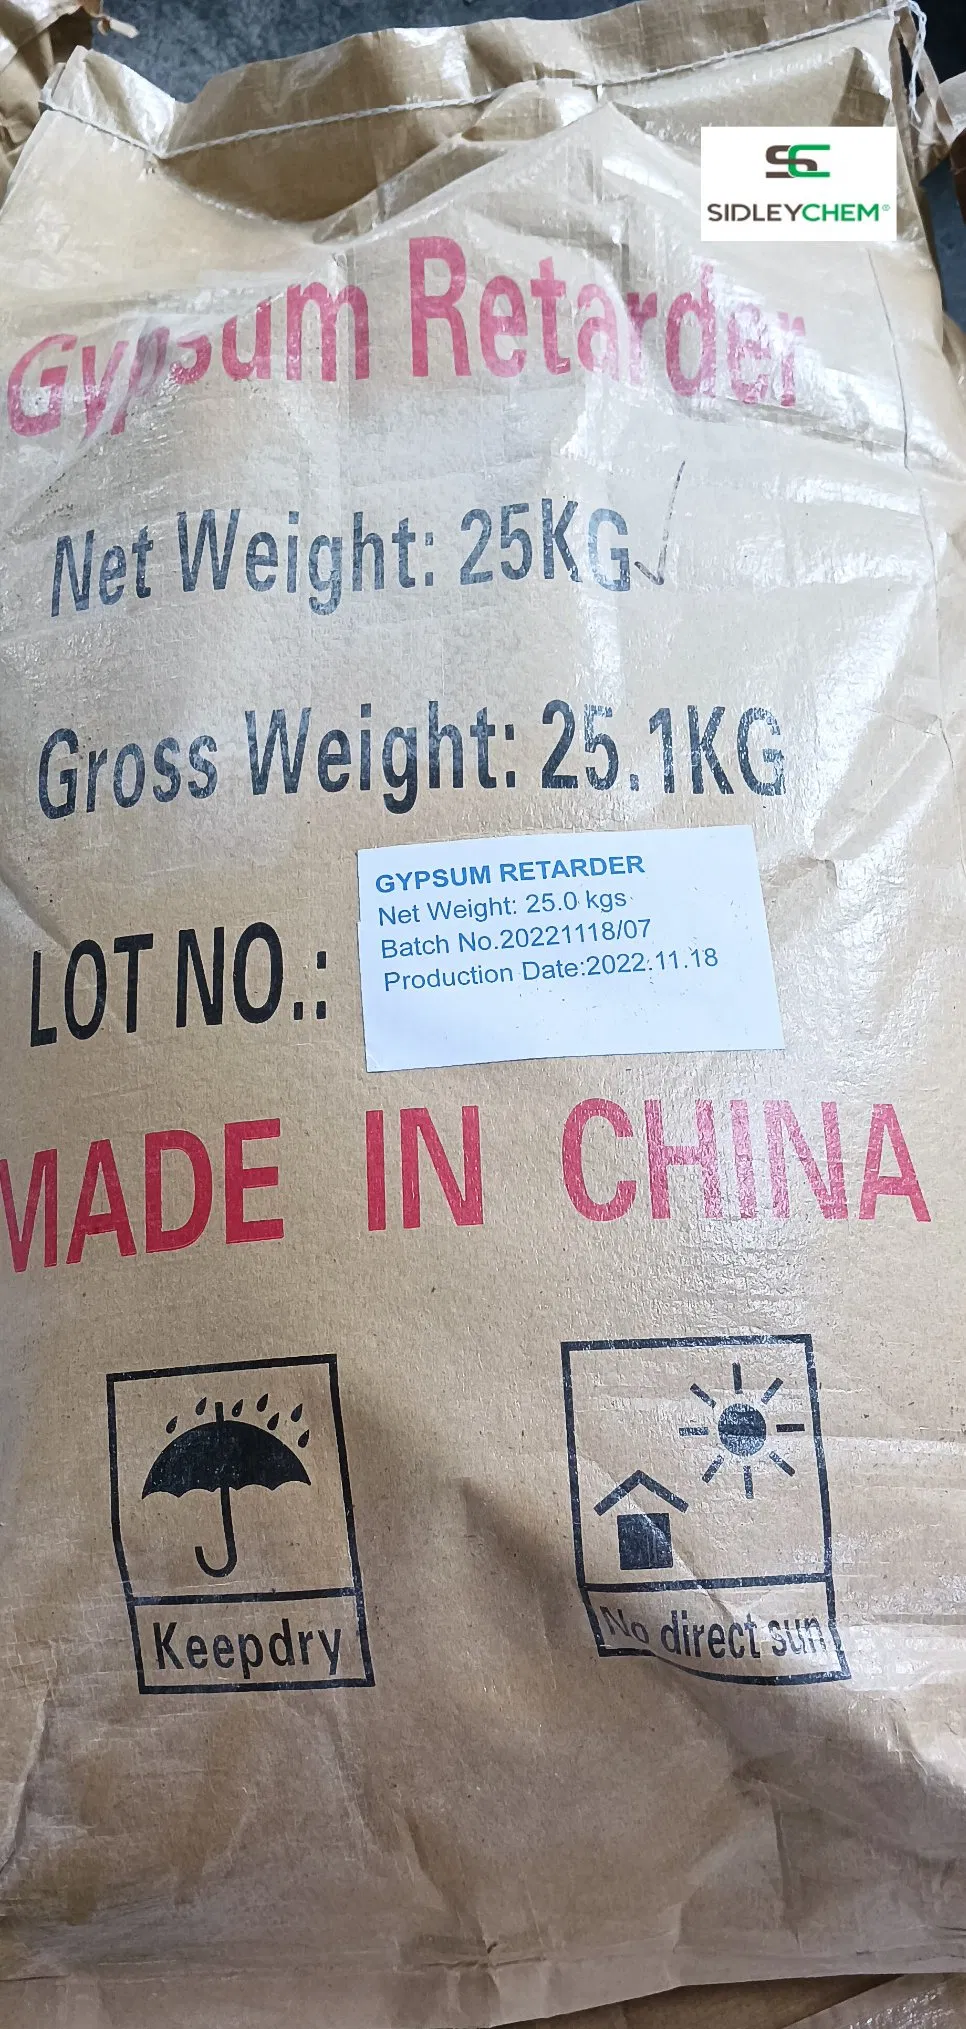 SIDLEYCHEM®
Gypsum Retarder
Net Weight: 25KG
Gross Weight: 25.1KG
LOT NO.:
GYPSUM RETARDER
Net Weight: 25.0 kgs
Batch No.20221118/07
Production Date:2022.11.18
MADE IN CHINA
Keepdry
No direct sun